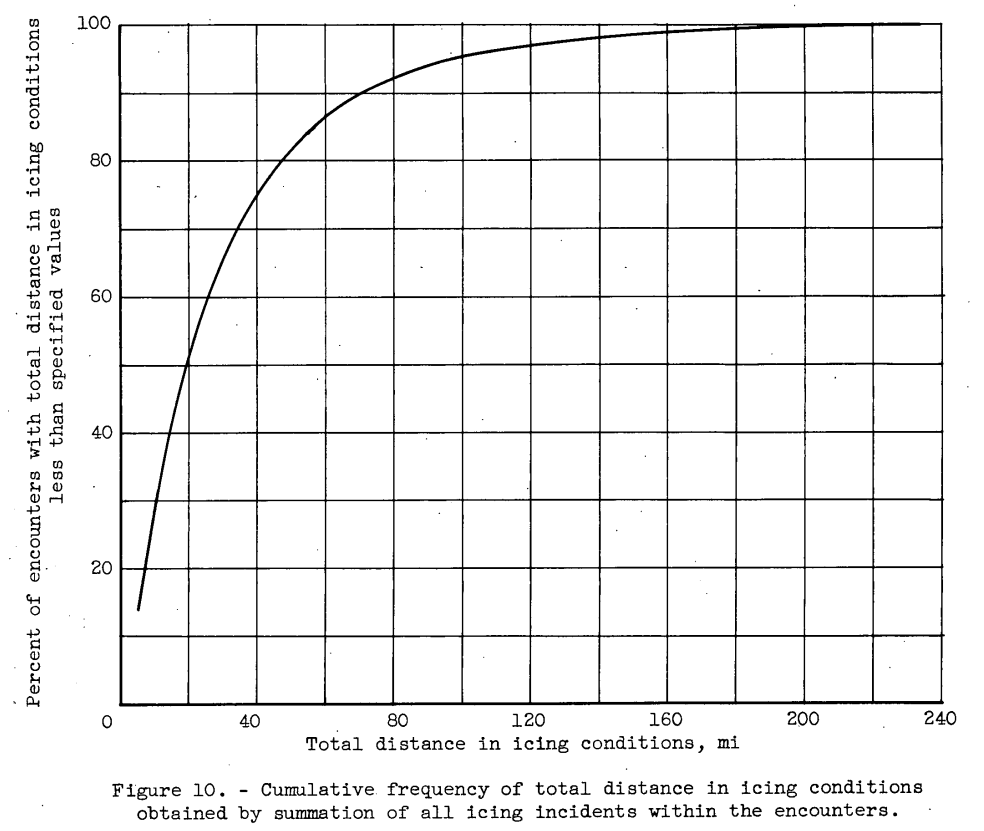 Percent of encounters with total distance in icing conditions
less than specified values
100
80
60
40
20
0 40 80 120 160 200 240
Total distance in icing conditions, mi
Figure 10. - Cumulative frequency of total distance in icing conditions
obtained by summation of all icing incidents within the encounters.